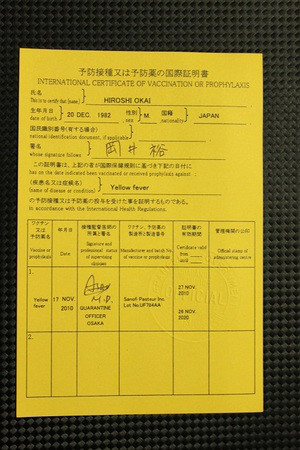 予防接種又は予防薬の国際証明書
INTERNATIONAL CERTIFICATE OF VACCINATION OR PROPHYLAXIS
氏名
This is to certify that [name] HIROSHI OKAI
生年月日 性別 国籍
date of birth 20 DEC. 1982 , sex M. nationality JAPAN
国民識別番号(有する場合)
national identification document, if applicable
署名
whose signature follows 岡井 裕
この証明書は、上記の者が国際保健規則に基づき下記の日付に
has on the date indicated been vaccinated or received prophylaxis against
(疾患名又は症候名)
(name of disease or condition) Yellow fever
の予防接種又は予防薬の投与を受けた事を証明するものである。
in accordance with the International Health Regulations.
ワクチン又は予防薬名
Vaccine or prophylaxis
年月日
Date
接種監督医師の所属と署名
Signature and professional status of supervising clinician
ワクチン、予防薬の製造所と製造番号
Manufacturer and batch No. of vaccine or prophylaxis
証明書の有効期間
Certificate valid from until
管理機関の公印
Official stamp of administering centre
1.
Yellow fever
17 NOV 2010
M.D.
QUARANTINE OFFICER OSAKA
Sanofi Pasteur Inc.
Lot No.UF764AA.
27 NOV. 2010
26 NOV. 2020
2.